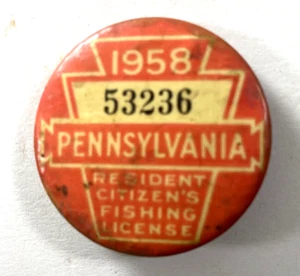 1958
53236
PENNSYLVANIA
RESIDENT
CITIZEN'S
FISHING
LICENSE